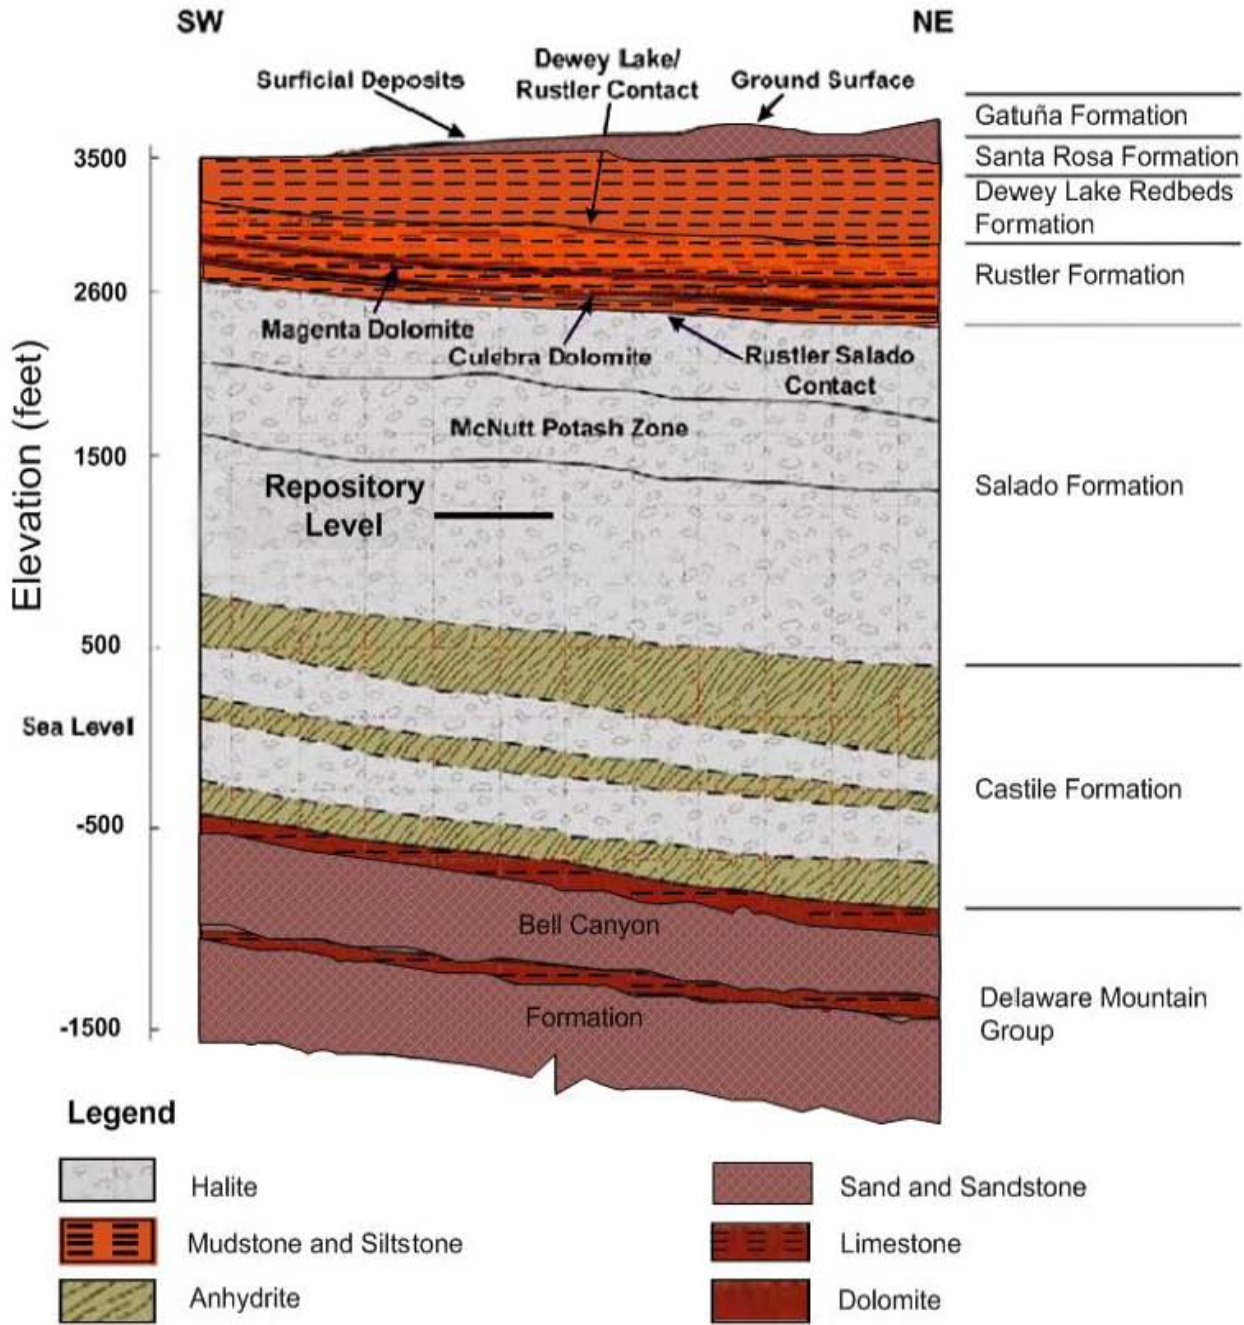 SW
NE
Dewey Lake/
Rustler Contact
Surficial Deposits
Ground Surface
Gatuña Formation
Santa Rosa Formation
Dewey Lake Redbeds
Formation
Rustler Formation
Salado Formation
Castile Formation
Delaware Mountain
Group
Elevation (feet)
3500
2600
1500
500
Sea Level
-500
-1500
Magenta Dolomite
Culebra Dolomite
Rustler Salado
Contact
McNutt Potash Zone
Repository
Level
Bell Canyon
Formation
Legend
Halite
Mudstone and Siltstone
Anhydrite
Sand and Sandstone
Limestone
Dolomite